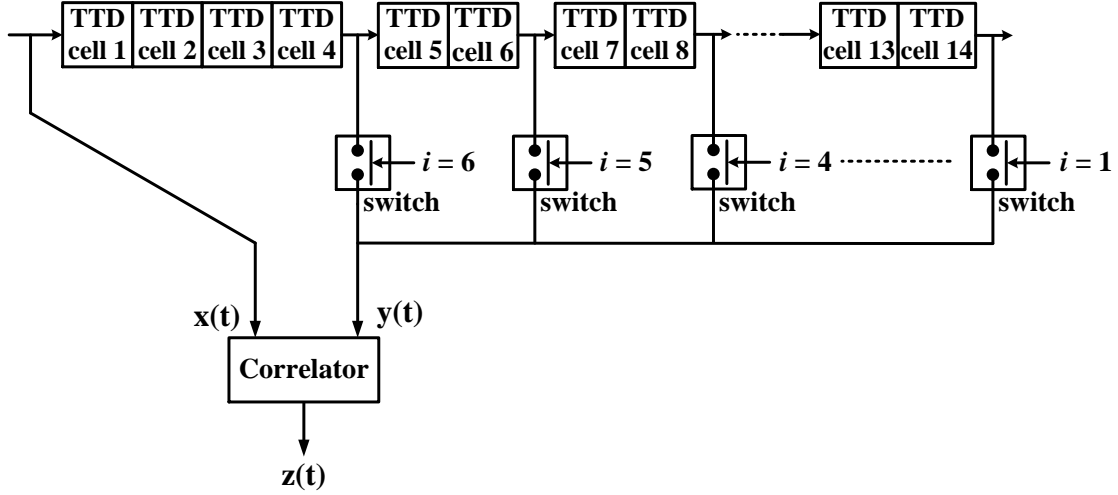 TTD TTD TTD TTD TTD TTD TTD TTD TTD TTD
cell 1 cell 2 cell 3 cell 4 cell 5 cell 6 cell 7 cell 8 cell 13 cell 14
i = 6 i = 5 i = 4 i = 1
switch switch switch switch
x(t) y(t)
Correlator
z(t)